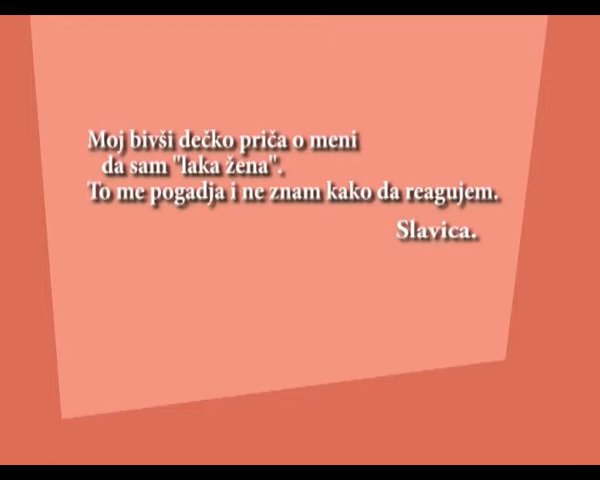 Moj bivši dečko priča o meni
da sam "laka žena".
To me pogadja i ne znam kako da reagujem.
Slavica.